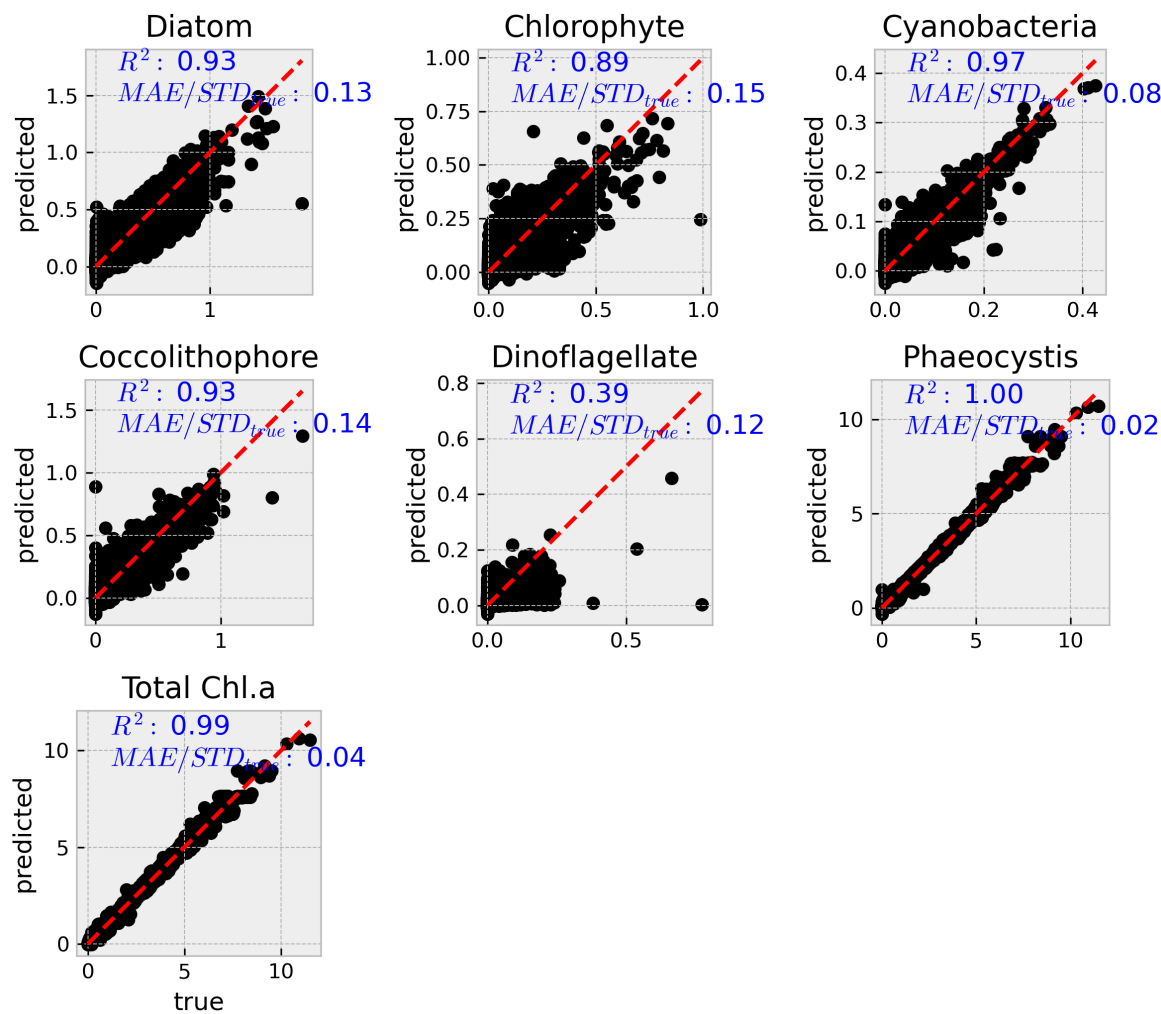 Diatom
R²: 0.93
MAE/STD_true: 0.13
predicted
1.5
1.0
0.5
0.0
0 1
Chlorophyte
R²: 0.89
MAE/STD_true: 0.15
predicted
1.00
0.75
0.50
0.25
0.00
0.0 0.5 1.0
Cyanobacteria
R²: 0.97
MAE/STD_true: 0.08
predicted
0.4
0.3
0.2
0.1
0.0
0.0 0.2 0.4
Coccolithophore
R²: 0.93
MAE/STD_true: 0.14
predicted
1.5
1.0
0.5
0.0
0 1
Dinoflagellate
R²: 0.39
MAE/STD_true: 0.12
predicted
0.8
0.6
0.4
0.2
0.0
0.0 0.5
Phaeocystis
R²: 1.00
MAE/STD_true: 0.02
predicted
10
5
0
0 5 10
Total Chl.a
R²: 0.99
MAE/STD_true: 0.04
predicted
10
5
0
0 5 10
true